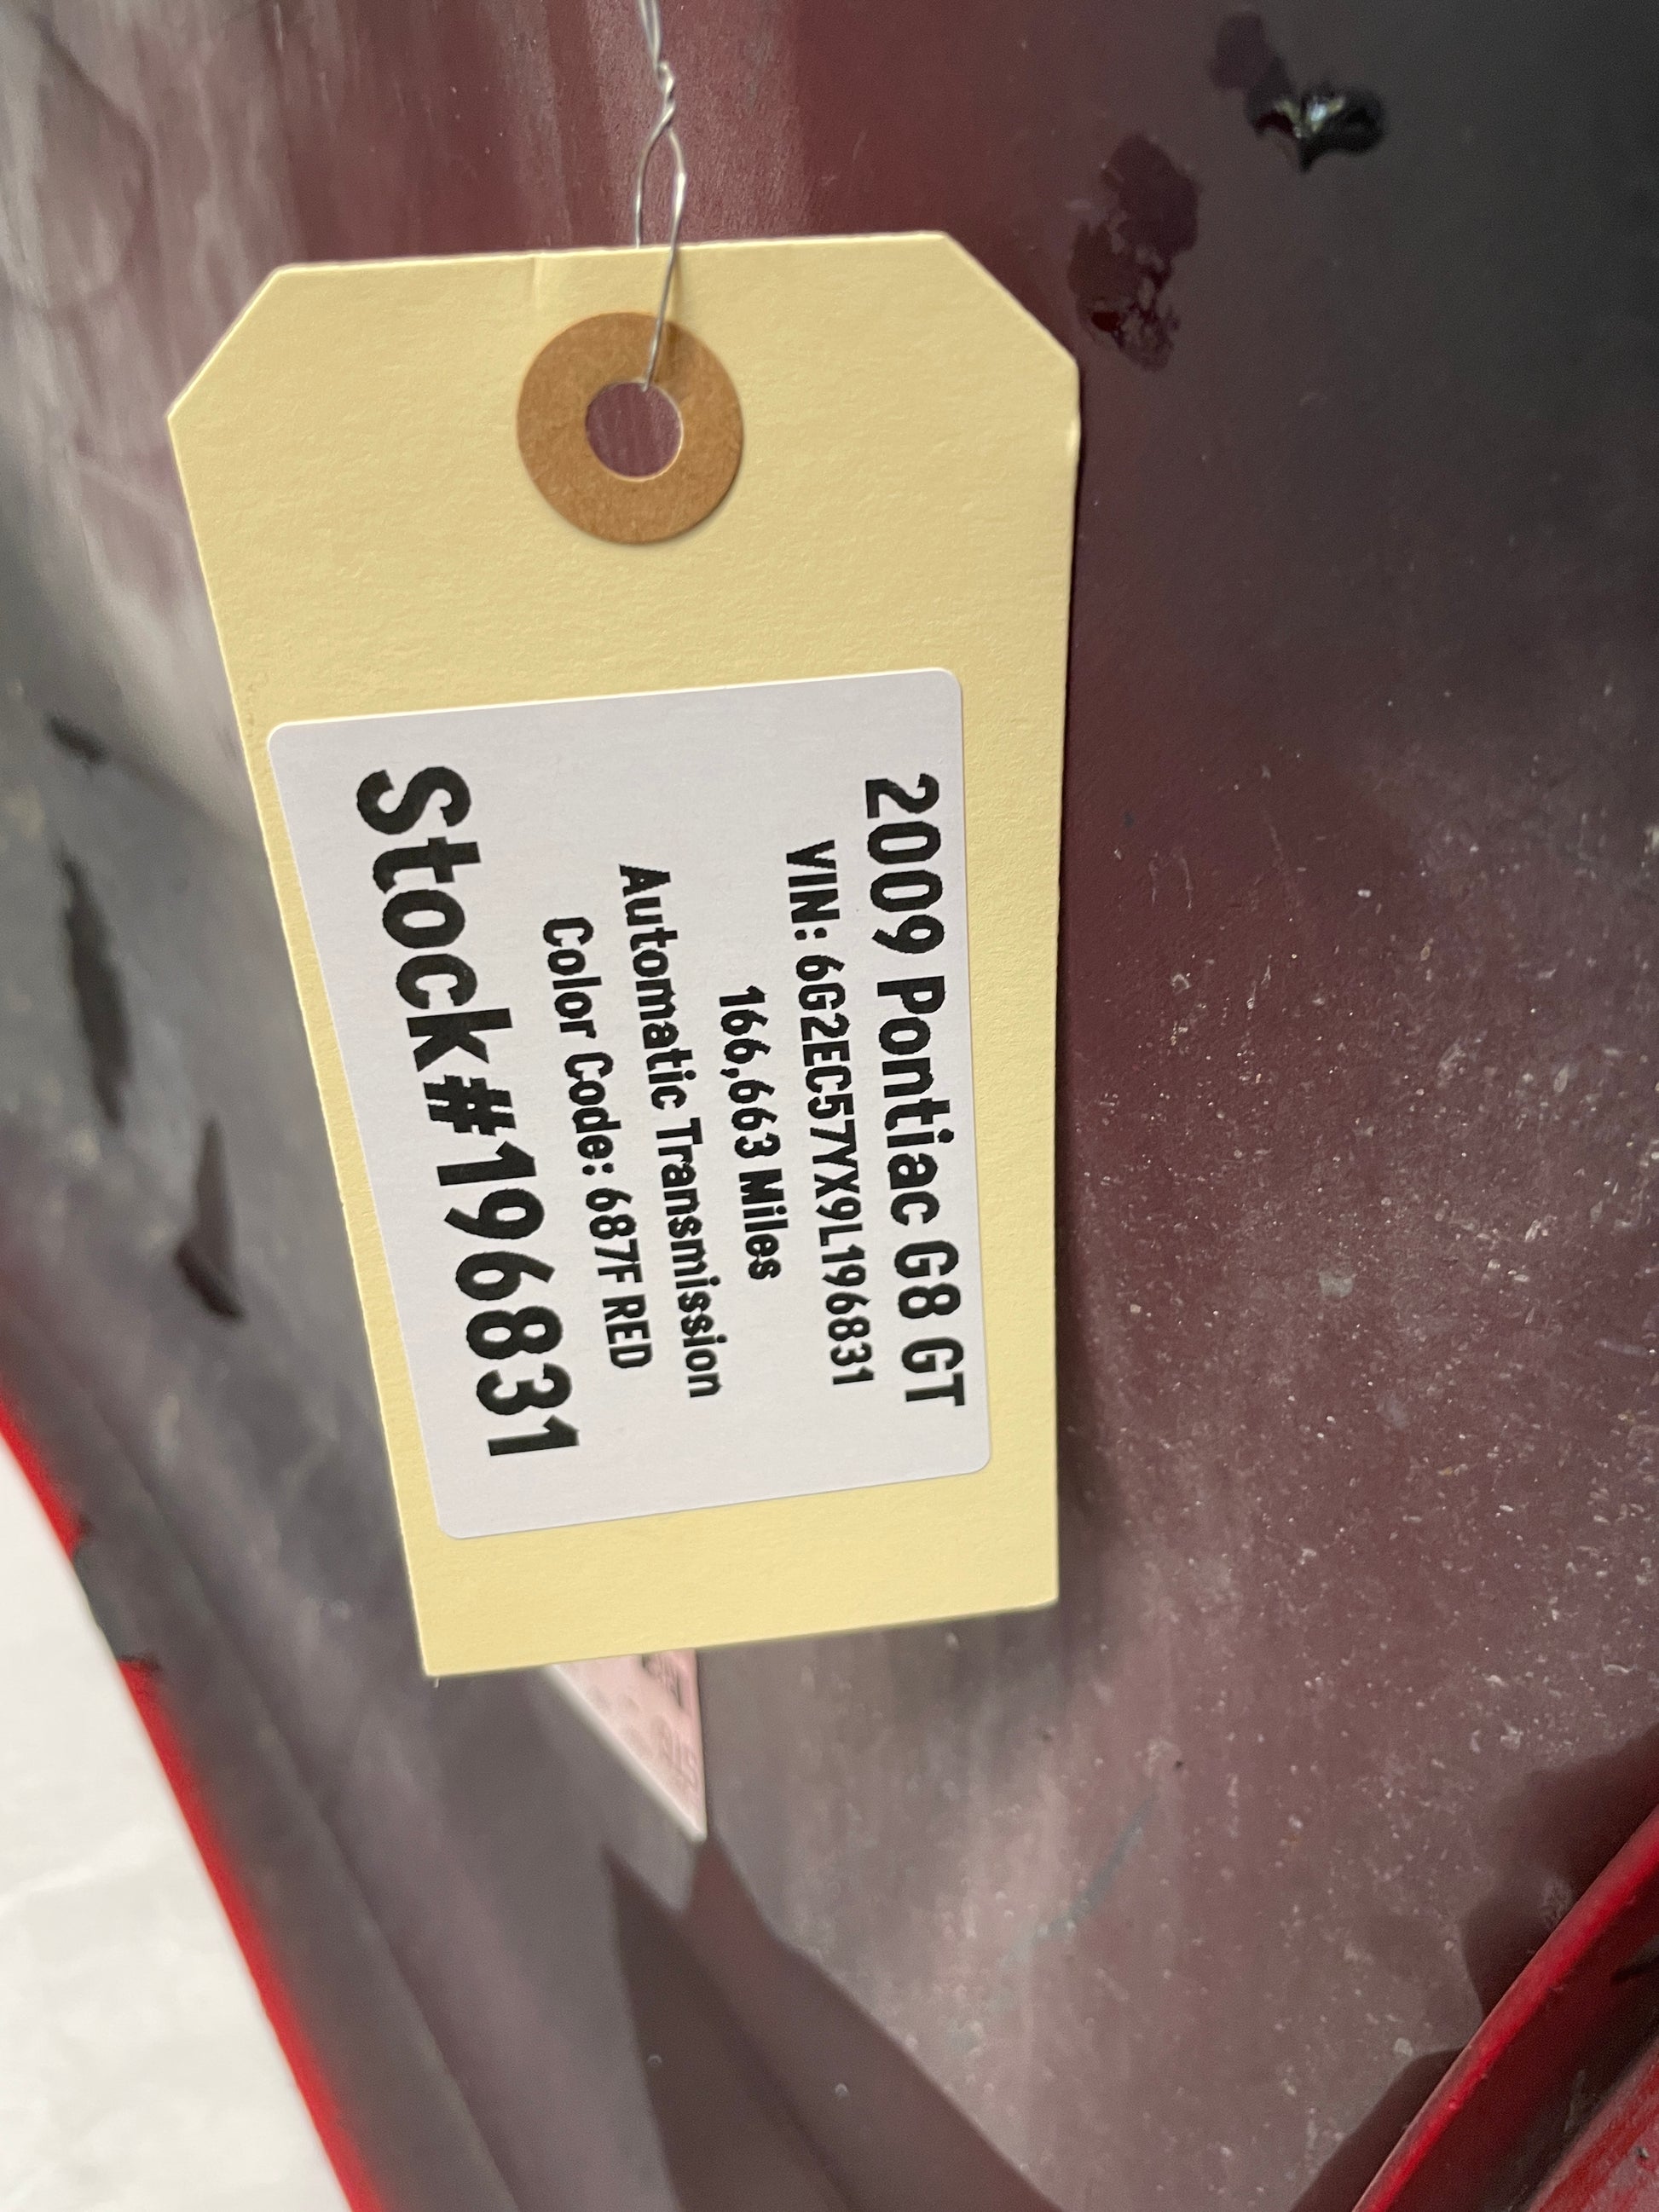 2009 Pontiac G8 GT
VIN: 6G2EC57YX9L196831
166,663 Miles
Automatic Transmission
Color Code: 687F RED
Stock#196831